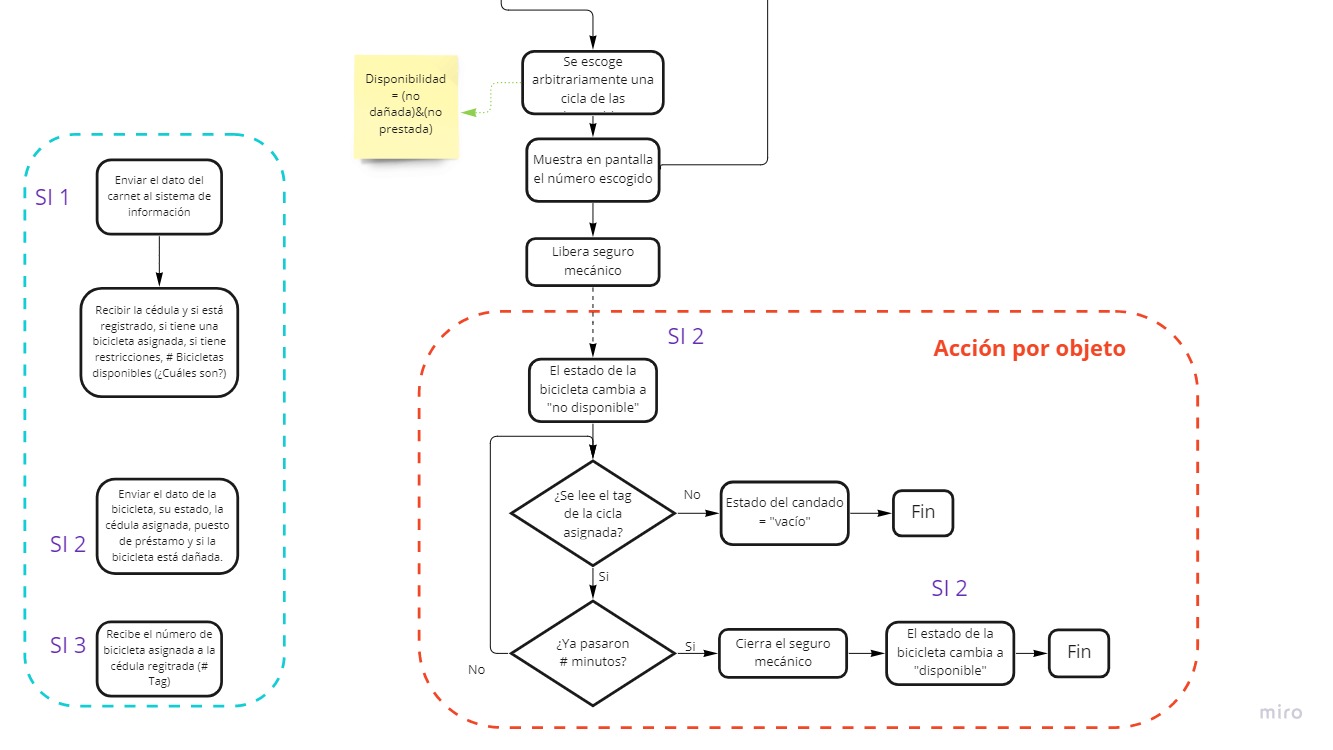 Disponibilidad
= (no
dañada)&(no
prestada)
Se escoge
arbitrariamente una
cicla de las
Muestra en pantalla
el número escogido
Libera seguro
mecánico
SI 1
Enviar el dato del
carnet al sistema de
información
Recibir la cédula y si está
registrado, si tiene una
bicicleta asignada, si tiene
restricciones, # Bicicletas
disponibles (¿Cuáles son?)
SI 2
Enviar el dato de la
bicicleta, su estado, la
cédula asignada, puesto
de préstamo y si la
bicicleta está dañada.
SI 3
Recibe el número de
bicicleta asignada a la
cédula regitrada (#
Tag)
SI 2
Acción por objeto
El estado de la
bicicleta cambia a
"no disponible"
¿Se lee el tag
de la cicla
asignada?
No
Estado del candado
= "vacío"
Fin
Si
¿Ya pasaron
# minutos?
No
Si
Cierra el seguro
mecánico
SI 2
El estado de la
bicicleta cambia a
"disponible"
Fin
miro